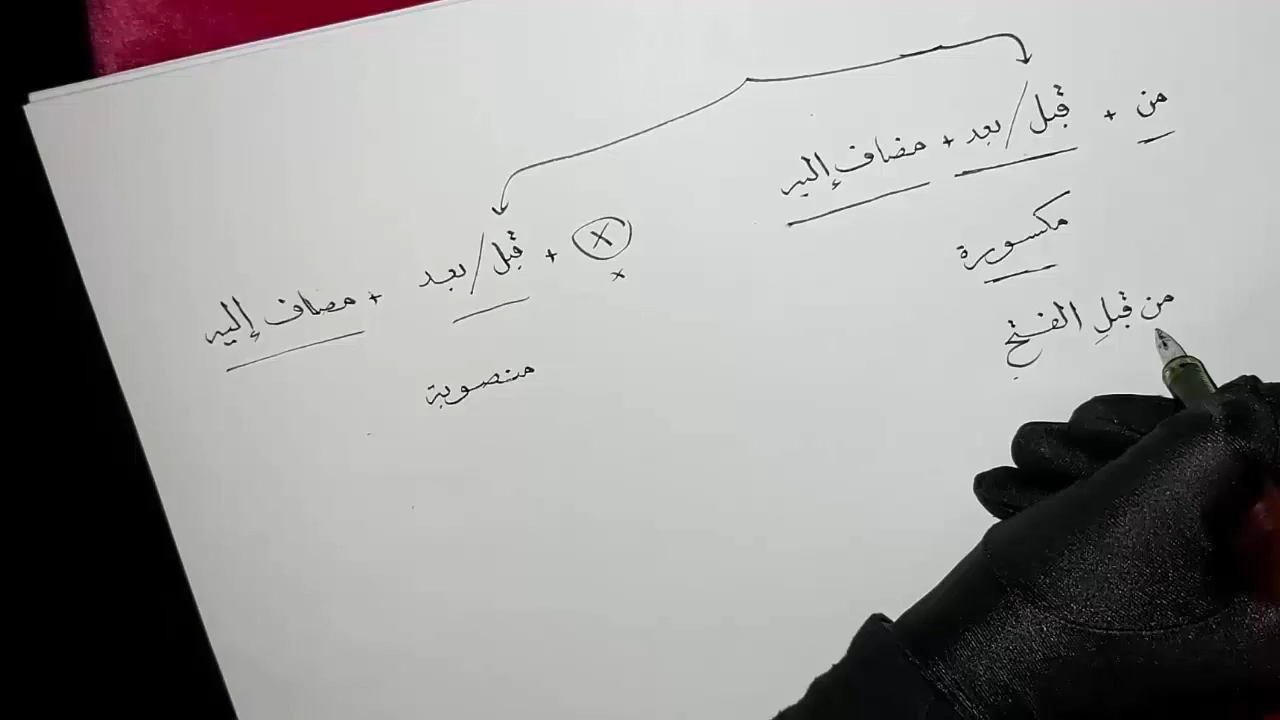 من + قبل / بعد + مضاف إليه
مكسورة
من قبلِ الفتحِ
X + قبل / بعد + مضاف إليه
x
منصوبة